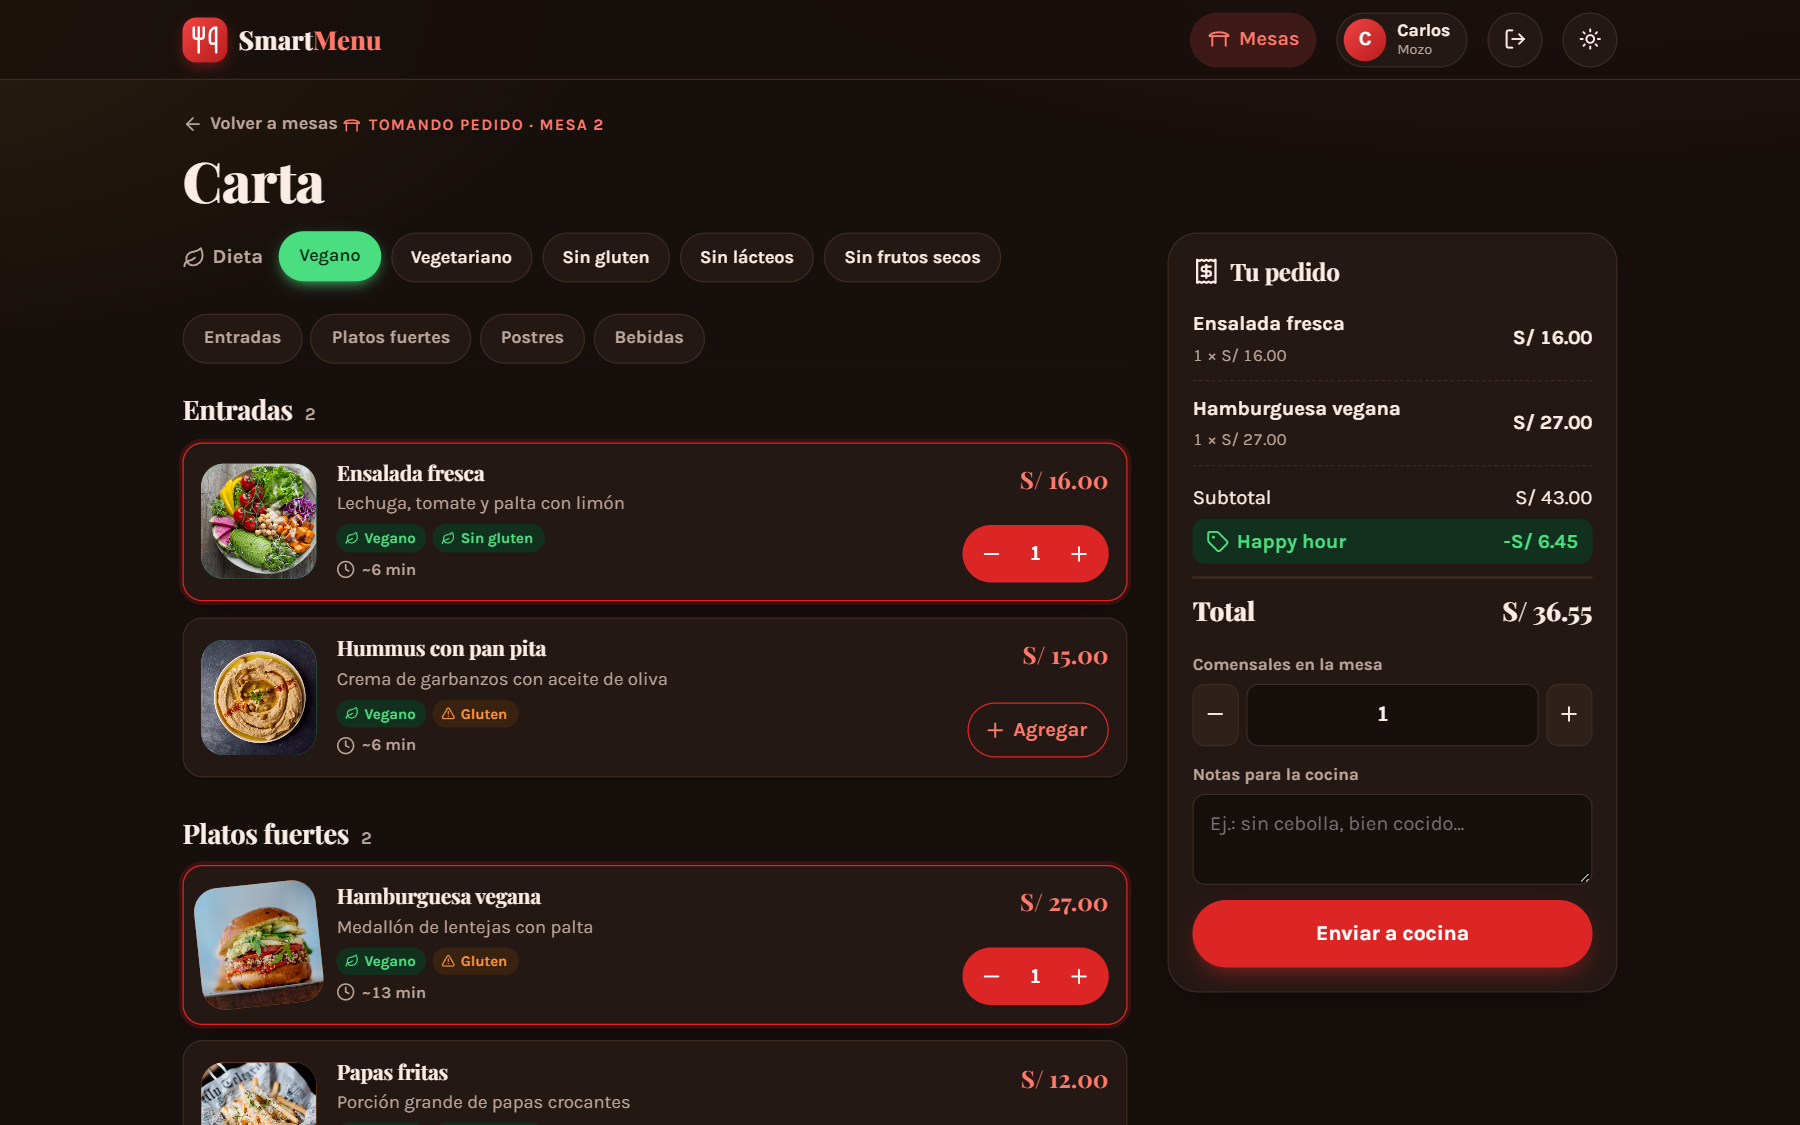 SmartMenu
Mesas
C
Carlos
Mozo
Volver a mesas
TOMANDO PEDIDO · MESA 2
Carta
Dieta
Vegano
Vegetariano
Sin gluten
Sin lácteos
Sin frutos secos
Entradas
Platos fuertes
Postres
Bebidas
Entradas 2
Ensalada fresca
S/ 16.00
Lechuga, tomate y palta con limón
Vegano
Sin gluten
~6 min
− 1 +
Hummus con pan pita
S/ 15.00
Crema de garbanzos con aceite de oliva
Vegano
Gluten
~6 min
+ Agregar
Platos fuertes 2
Hamburguesa vegana
S/ 27.00
Medallón de lentejas con palta
Vegano
Gluten
~13 min
− 1 +
Papas fritas
S/ 12.00
Porción grande de papas crocantes
Tu pedido
Ensalada fresca
1 × S/ 16.00
S/ 16.00
Hamburguesa vegana
1 × S/ 27.00
S/ 27.00
Subtotal
S/ 43.00
Happy hour
-S/ 6.45
Total
S/ 36.55
Comensales en la mesa
− 1 +
Notas para la cocina
Ej.: sin cebolla, bien cocido...
Enviar a cocina